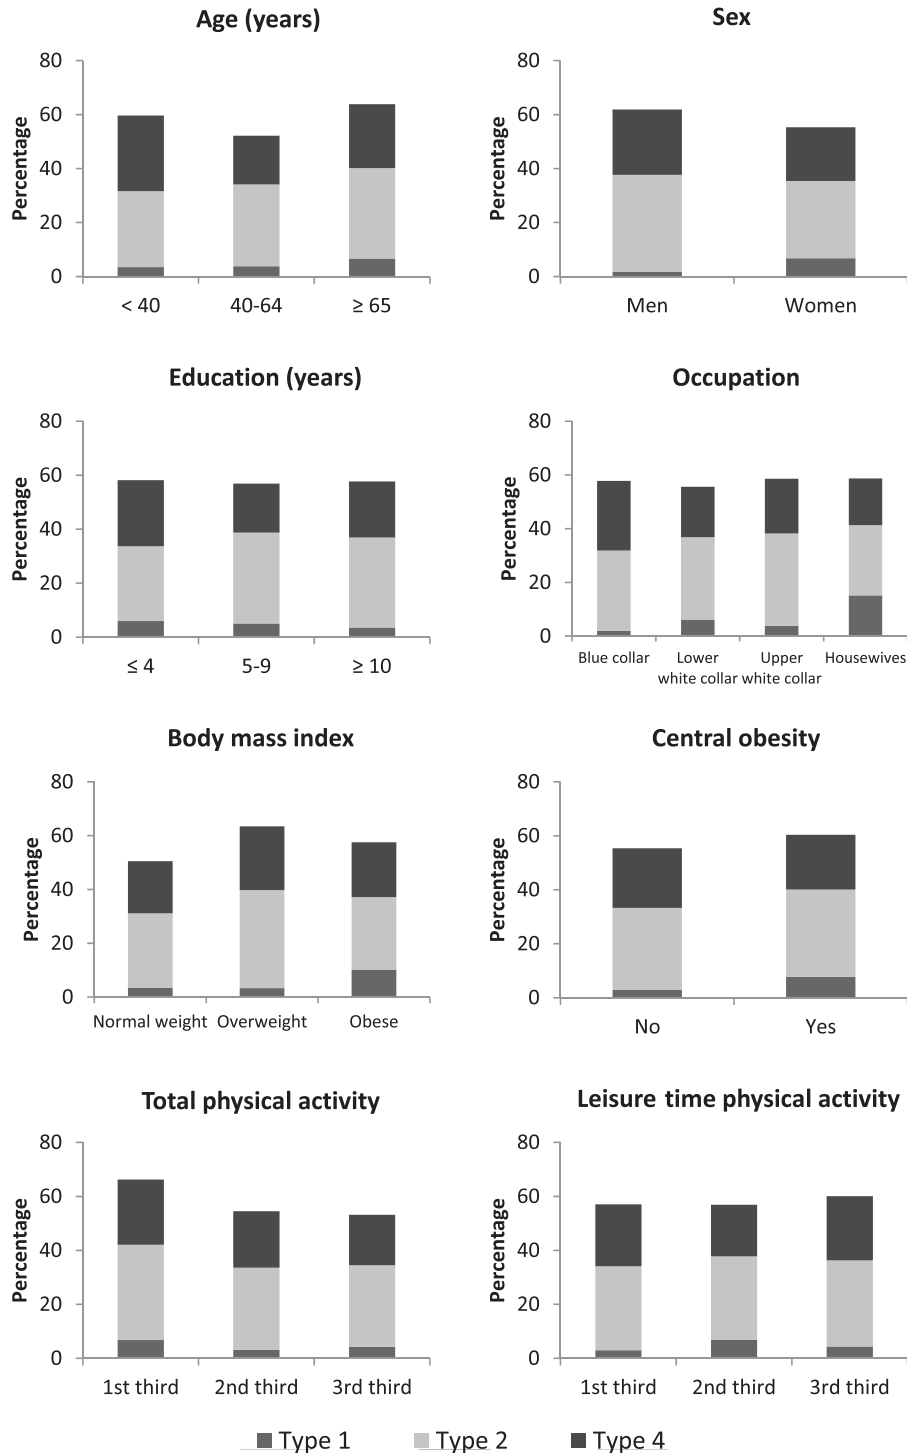 Age (years)
Percentage
80
60
40
20
0
< 40 40-64 ≥ 65
Sex
Percentage
80
60
40
20
0
Men Women
Education (years)
Percentage
80
60
40
20
0
≤ 4 5-9 ≥ 10
Occupation
Percentage
80
60
40
20
0
Blue collar Lower Upper Housewives
white collar white collar
Body mass index
Percentage
80
60
40
20
0
Normal weight Overweight Obese
Central obesity
Percentage
80
60
40
20
0
No Yes
Total physical activity
Percentage
80
60
40
20
0
1st third 2nd third 3rd third
Leisure time physical activity
Percentage
80
60
40
20
0
1st third 2nd third 3rd third
Type 1 Type 2 Type 4